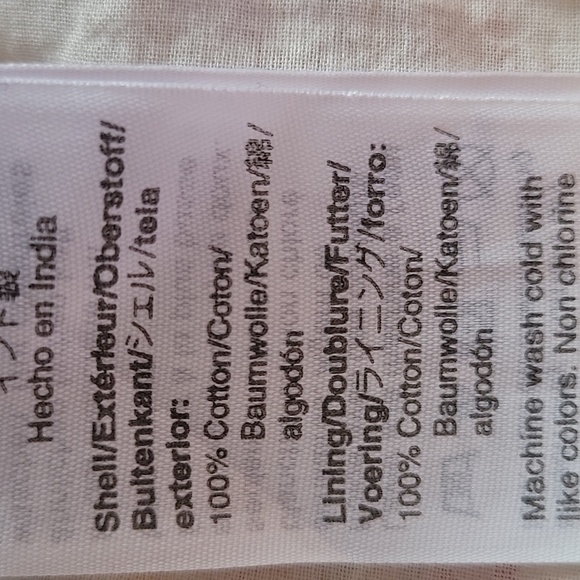 インド製
Hecho en India
Shell/Extérieur/Oberstoff/
Buitenkant/シェル/tela
exterior:
100% Cotton/Coton/
Baumwolle/Katoen/綿/
algodón
Lining/Doublure/Futter/
Voering/ライニング/forro:
100% Cotton/Coton/
Baumwolle/Katoen/綿/
algodón
Machine wash cold with
like colors. Non chlorine